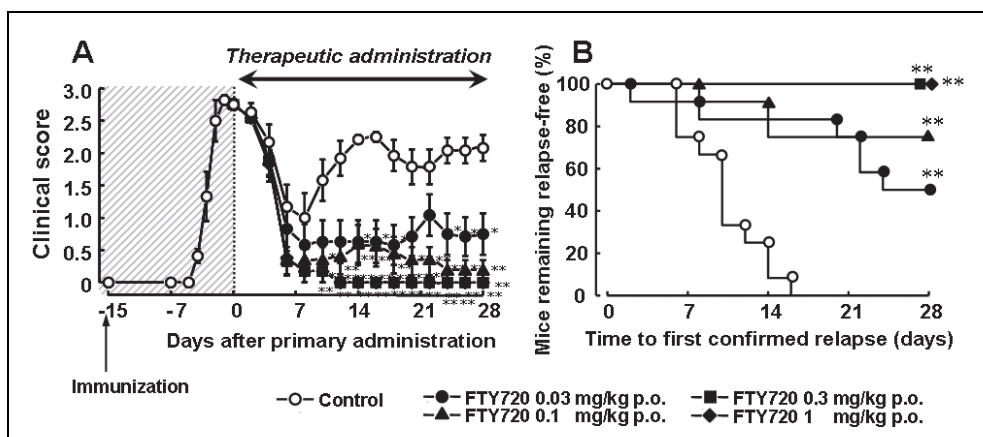 A
Therapeutic administration
Clinical score
3.0
2.5
2.0
1.5
1.0
0.5
0
-15 -7 0 7 14 21 28
Days after primary administration
Immunization
B
Mice remaining relapse-free (%)
100
80
60
40
20
0
0 7 14 21 28
Time to first confirmed relapse (days)
** **
**
**
Control
FTY720 0.03 mg/kg p.o.
FTY720 0.1 mg/kg p.o.
FTY720 0.3 mg/kg p.o.
FTY720 1 mg/kg p.o.